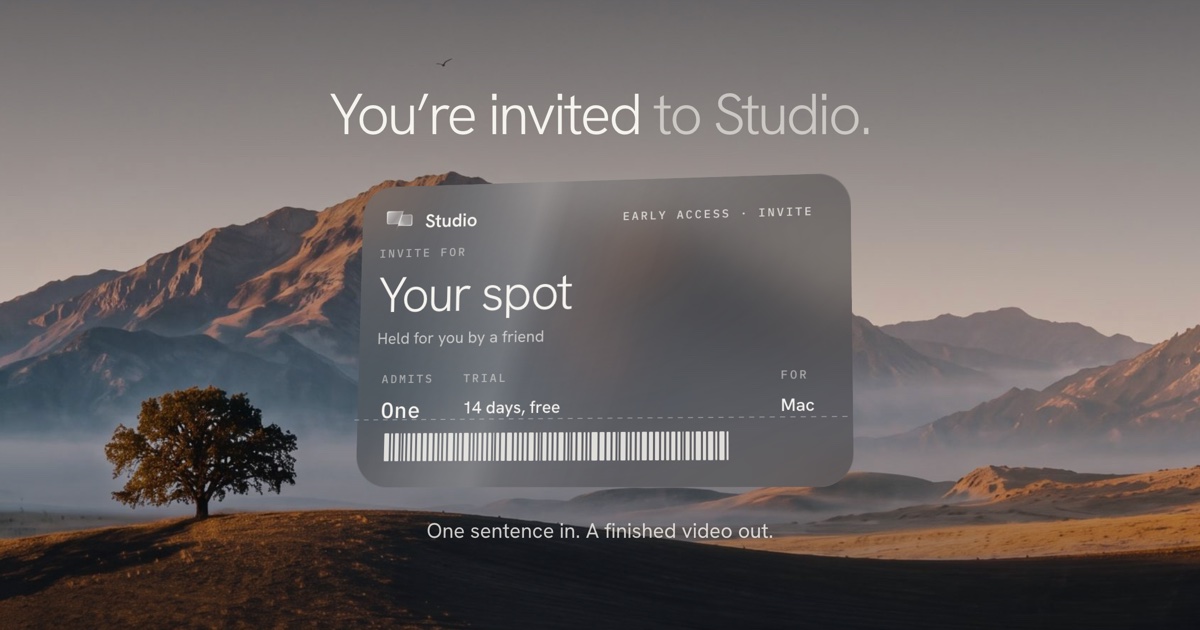 You’re invited to Studio.
Studio
EARLY ACCESS · INVITE
INVITE FOR
Your spot
Held for you by a friend
ADMITS TRIAL FOR
One 14 days, free Mac
One sentence in. A finished video out.